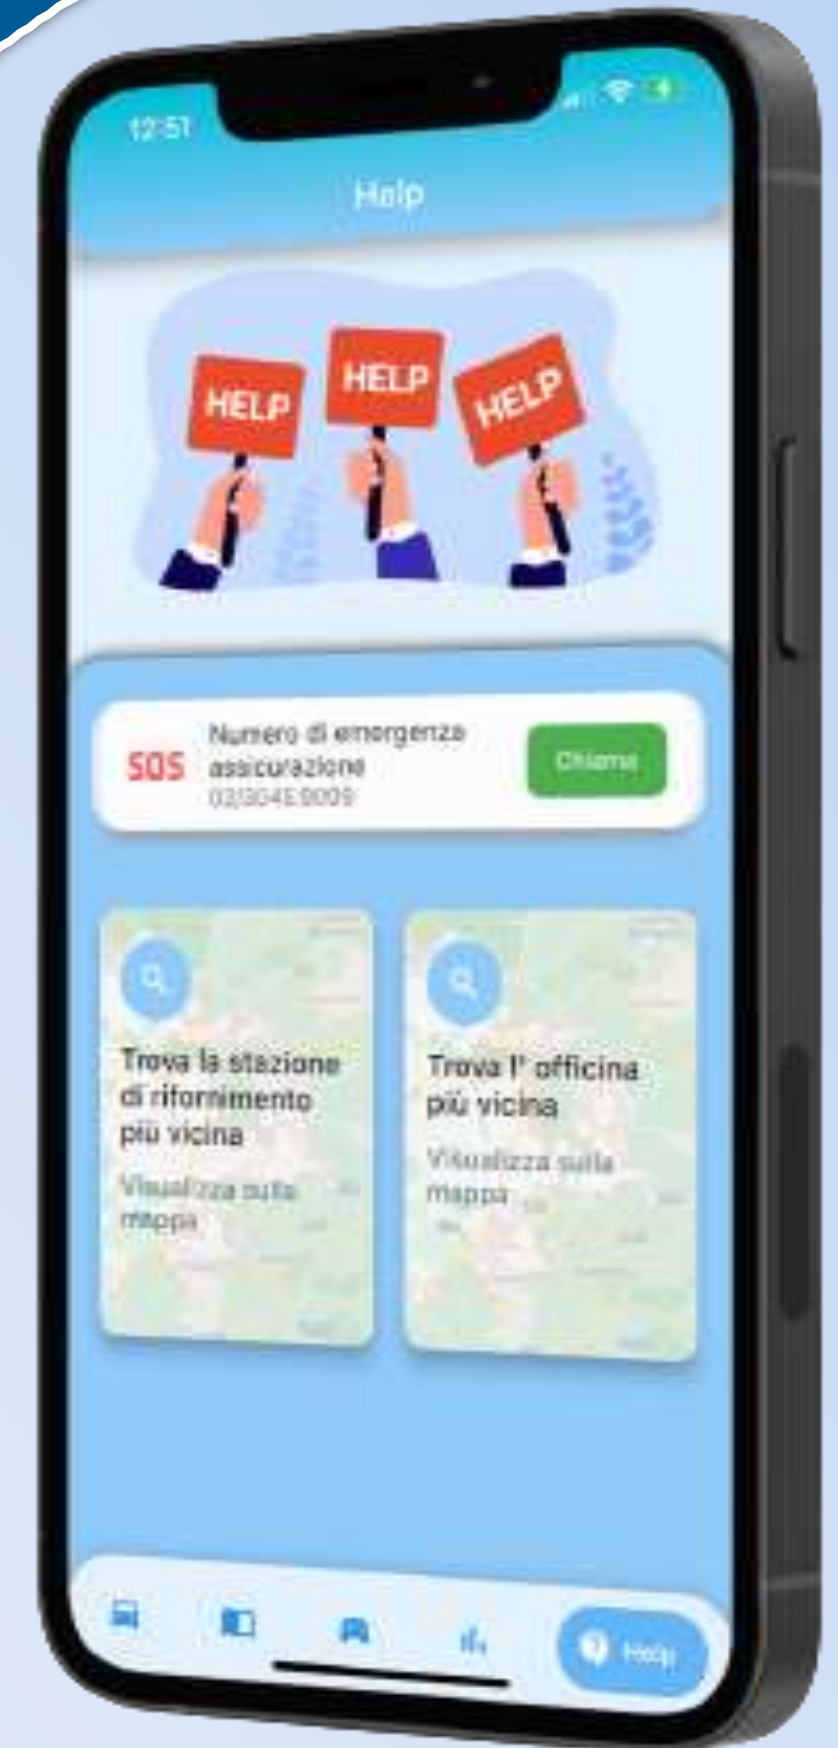 12:51
Help
HELP
HELP
HELP
SOS
Numero di emergenza
assicurazione
Chiama
Trova la stazione
di rifornimento
più vicina
Visualizza sulla
mappa
Trova l' officina
più vicina
Visualizza sulla
mappa
Help